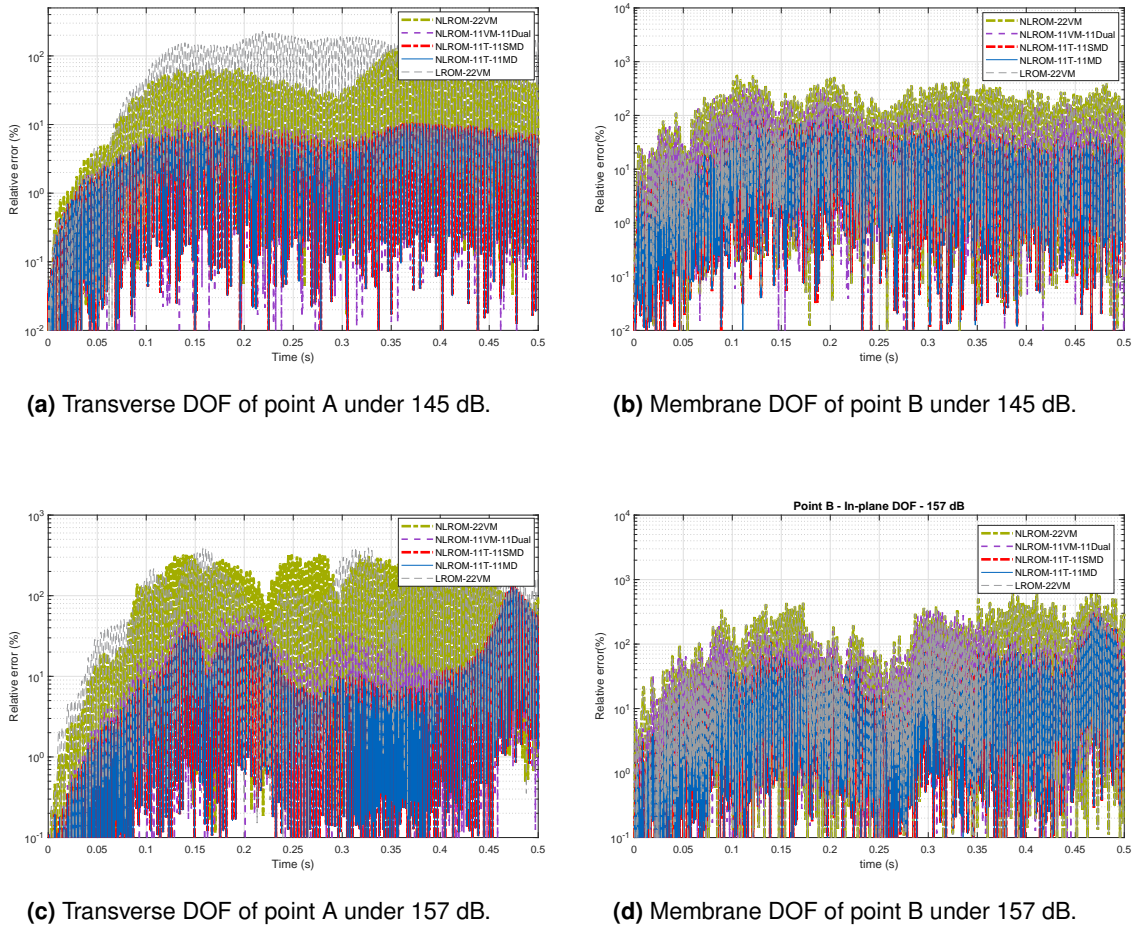 NLROM-22VM
NLROM-11VM-11Dual
NLROM-11T-11SMD
NLROM-11T-11MD
LROM-22VM
10^2
10^1
10^0
10^-1
10^-2
Relative error (%)
0 0.05 0.1 0.15 0.2 0.25 0.3 0.35 0.4 0.45 0.5
Time (s)
(a) Transverse DOF of point A under 145 dB.
NLROM-22VM
NLROM-11VM-11Dual
NLROM-11T-11SMD
NLROM-11T-11MD
LROM-22VM
10^4
10^3
10^2
10^1
10^0
10^-1
10^-2
Relative error(%)
0 0.05 0.1 0.15 0.2 0.25 0.3 0.35 0.4 0.45 0.5
time (s)
(b) Membrane DOF of point B under 145 dB.
NLROM-22VM
NLROM-11VM-11Dual
NLROM-11T-11SMD
NLROM-11T-11MD
LROM-22VM
10^3
10^2
10^1
10^0
10^-1
Relative error (%)
0 0.05 0.1 0.15 0.2 0.25 0.3 0.35 0.4 0.45 0.5
Time (s)
(c) Transverse DOF of point A under 157 dB.
Point B - In-plane DOF - 157 dB
NLROM-22VM
NLROM-11VM-11Dual
NLROM-11T-11SMD
NLROM-11T-11MD
LROM-22VM
10^4
10^3
10^2
10^1
10^0
10^-1
Relative error(%)
0 0.05 0.1 0.15 0.2 0.25 0.3 0.35 0.4 0.45 0.5
time (s)
(d) Membrane DOF of point B under 157 dB.